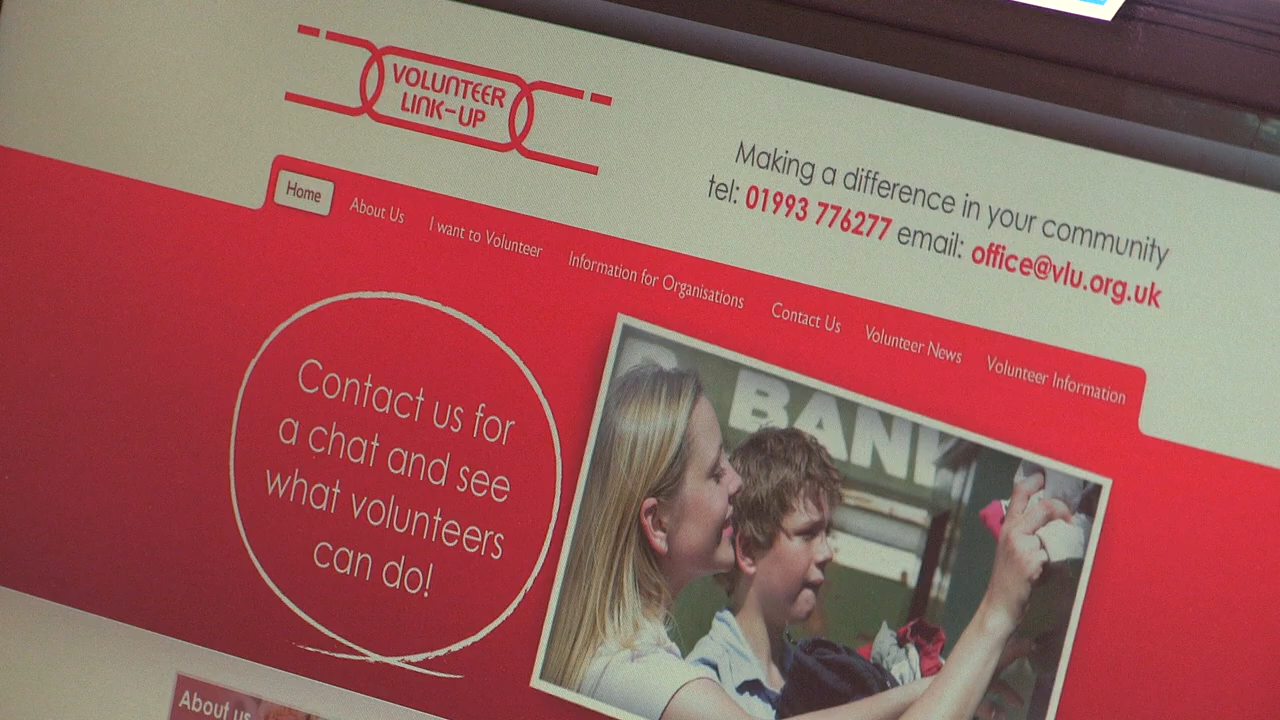 VOLUNTEER
LINK-UP
Making a difference in your community
tel: 01993 776277 email: office@vlu.org.uk
Home About Us I want to Volunteer Information for Organisations Contact Us Volunteer News Volunteer Information
Contact us for
a chat and see
what volunteers
can do!
BANK
About us